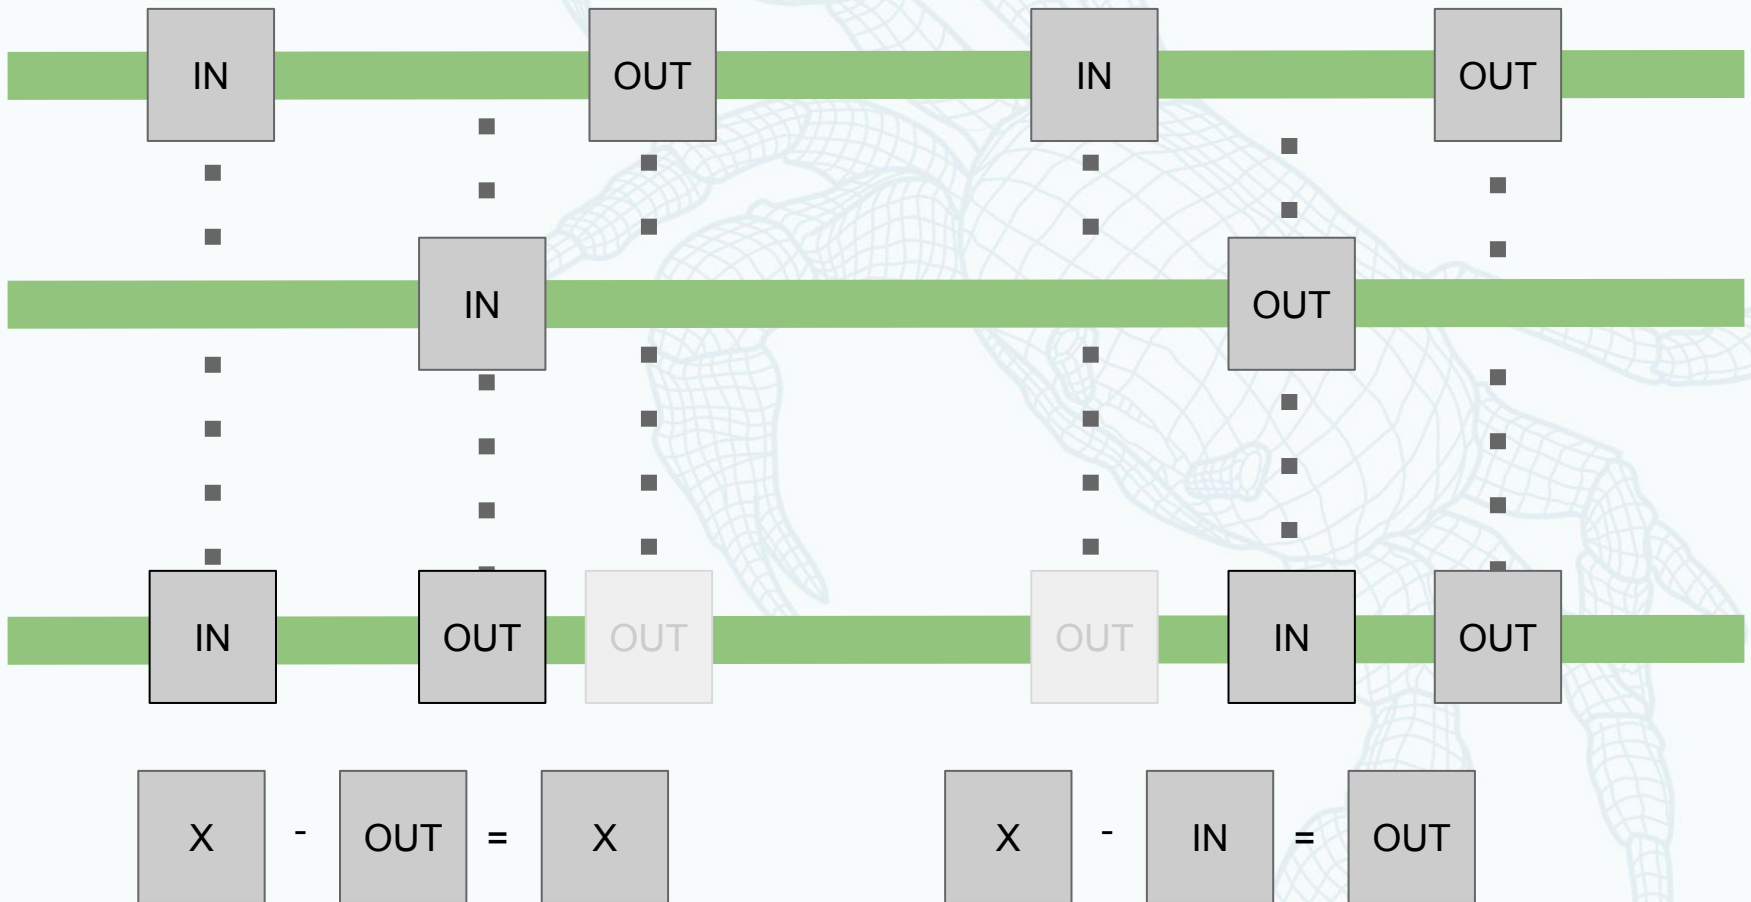 IN OUT IN OUT
IN OUT
IN OUT OUT OUT IN OUT
X - OUT = X X - IN = OUT